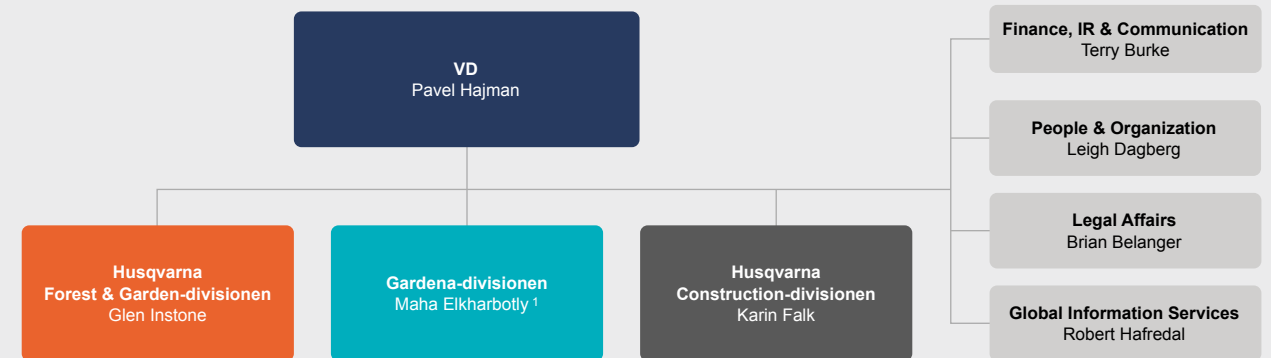 VD
Pavel Hajman
Husqvarna
Forest & Garden-divisionen
Glen Instone
Gardena-divisionen
Maha Elkharbotly ¹
Husqvarna
Construction-divisionen
Karin Falk
Finance, IR & Communication
Terry Burke
People & Organization
Leigh Dagberg
Legal Affairs
Brian Belanger
Global Information Services
Robert Hafredal